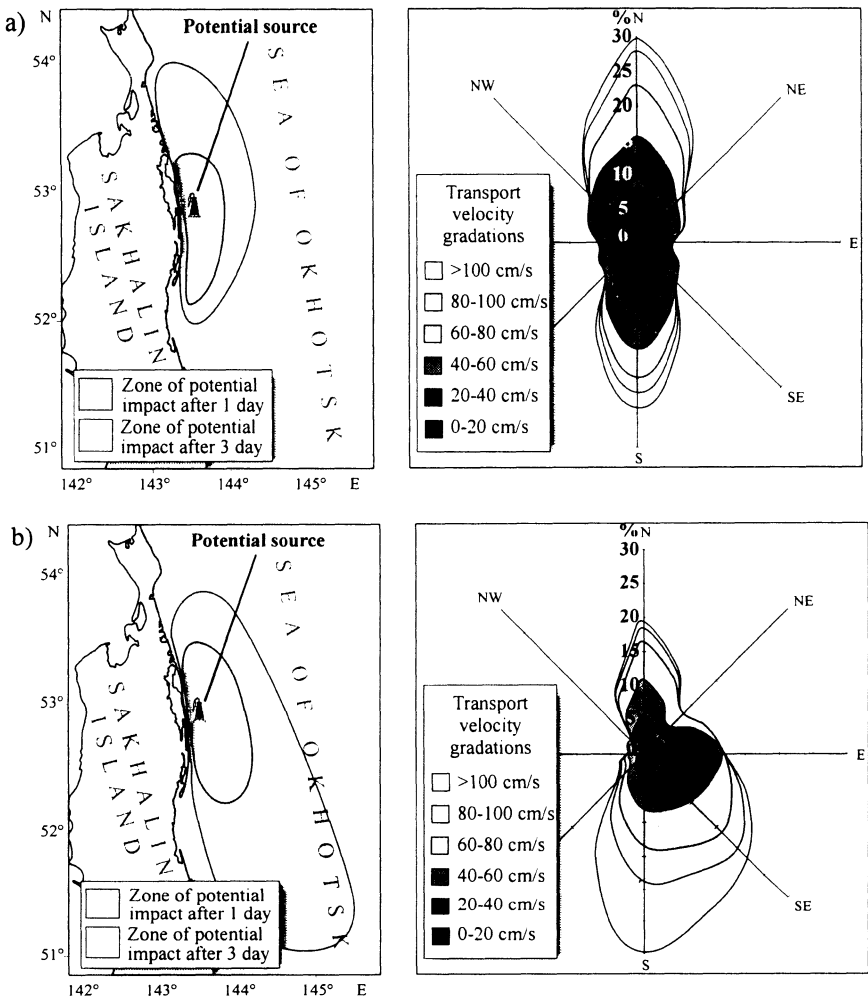 a)
N
Potential source
54°
53°
52°
51°
SEA OF OKHOTSK
SAKHALIN
ISLAND
Zone of potential
impact after 1 day
Zone of potential
impact after 3 day
142° 143° 144° 145° E
% N
30
25
20
10
5
0
NW
NE
E
SE
S
Transport
velocity
gradations
>100 cm/s
80-100 cm/s
60-80 cm/s
40-60 cm/s
20-40 cm/s
0-20 cm/s
b)
N
Potential source
54°
53°
52°
51°
SEA OF OKHOTSK
SAKHALIN
ISLAND
Zone of potential
impact after 1 day
Zone of potential
impact after 3 day
142° 143° 144° 145° E
% N
30
25
20
15
10
NW
NE
E
SE
S
Transport
velocity
gradations
>100 cm/s
80-100 cm/s
60-80 cm/s
40-60 cm/s
20-40 cm/s
0-20 cm/s